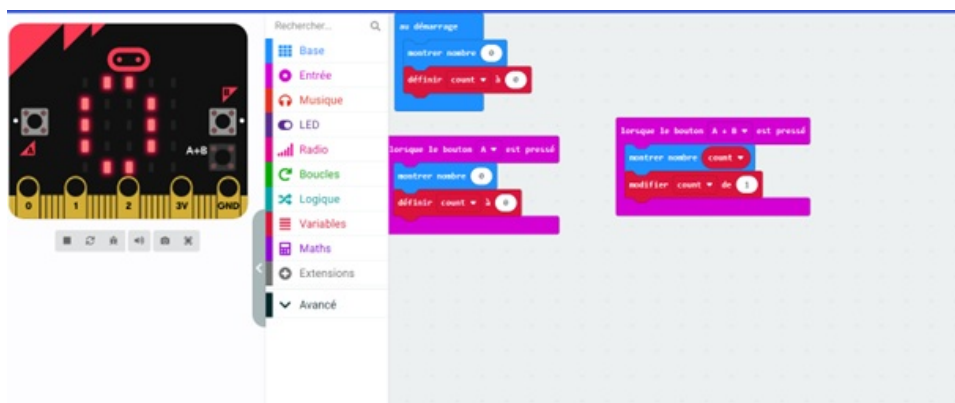 Rechercher...
Base
Entrée
Musique
LED
Radio
Boucles
Logique
Variables
Maths
Extensions
Avancé
A
B
A+B
0 1 2 3V GND
au démarrage
montrer nombre 0
définir count à 0
lorsque le bouton A est pressé
montrer nombre 0
définir count à 0
lorsque le bouton A + B est pressé
montrer nombre count
modifier count de 1